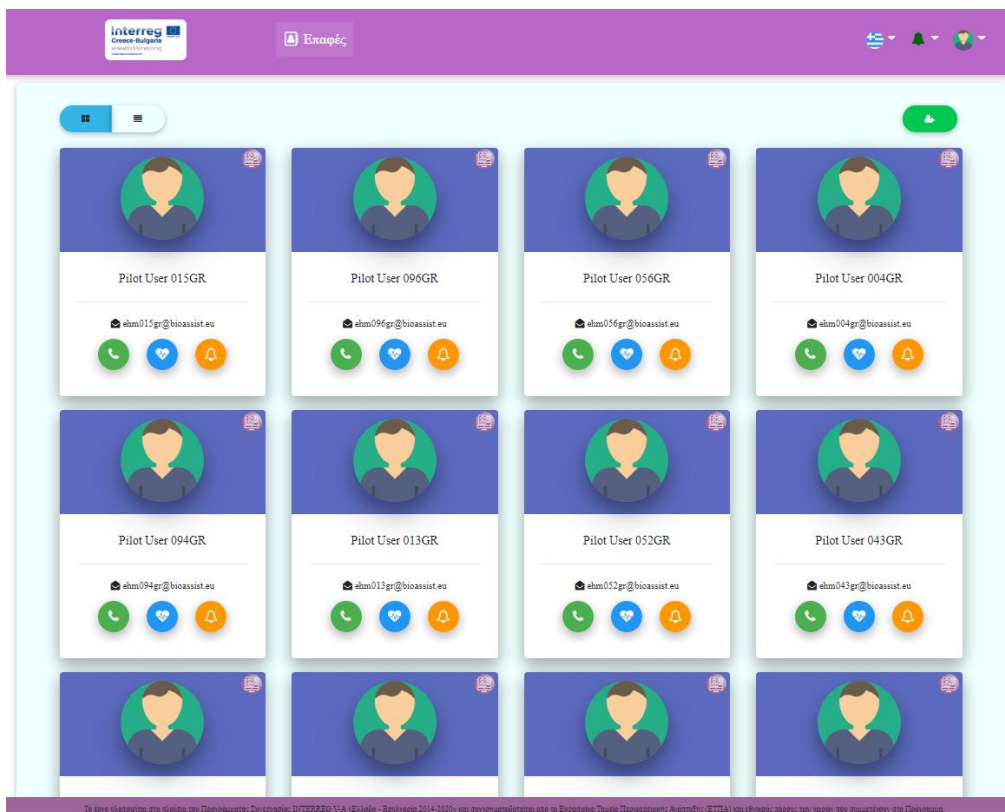 Interreg
Greece-Bulgaria
eHealth Monitoring
Επαφές
Pilot User 015GR
ehm015gr@bioassist.eu
Pilot User 096GR
ehm096gr@bioassist.eu
Pilot User 056GR
ehm056gr@bioassist.eu
Pilot User 004GR
ehm004gr@bioassist.eu
Pilot User 094GR
ehm094gr@bioassist.eu
Pilot User 013GR
ehm013gr@bioassist.eu
Pilot User 052GR
ehm052gr@bioassist.eu
Pilot User 043GR
ehm043gr@bioassist.eu
Το έργο υλοποιείται στα πλαίσια του Προγράμματος Συνεργασίας INTERREG V-A «Ελλάδα - Βουλγαρία 2014-2020» και συγχρηματοδοτείται από το Ευρωπαϊκό Ταμείο Περιφερειακής Ανάπτυξης (ΕΤΠΑ) και εθνικούς πόρους των χωρών που συμμετέχουν στο Πρόγραμμα.